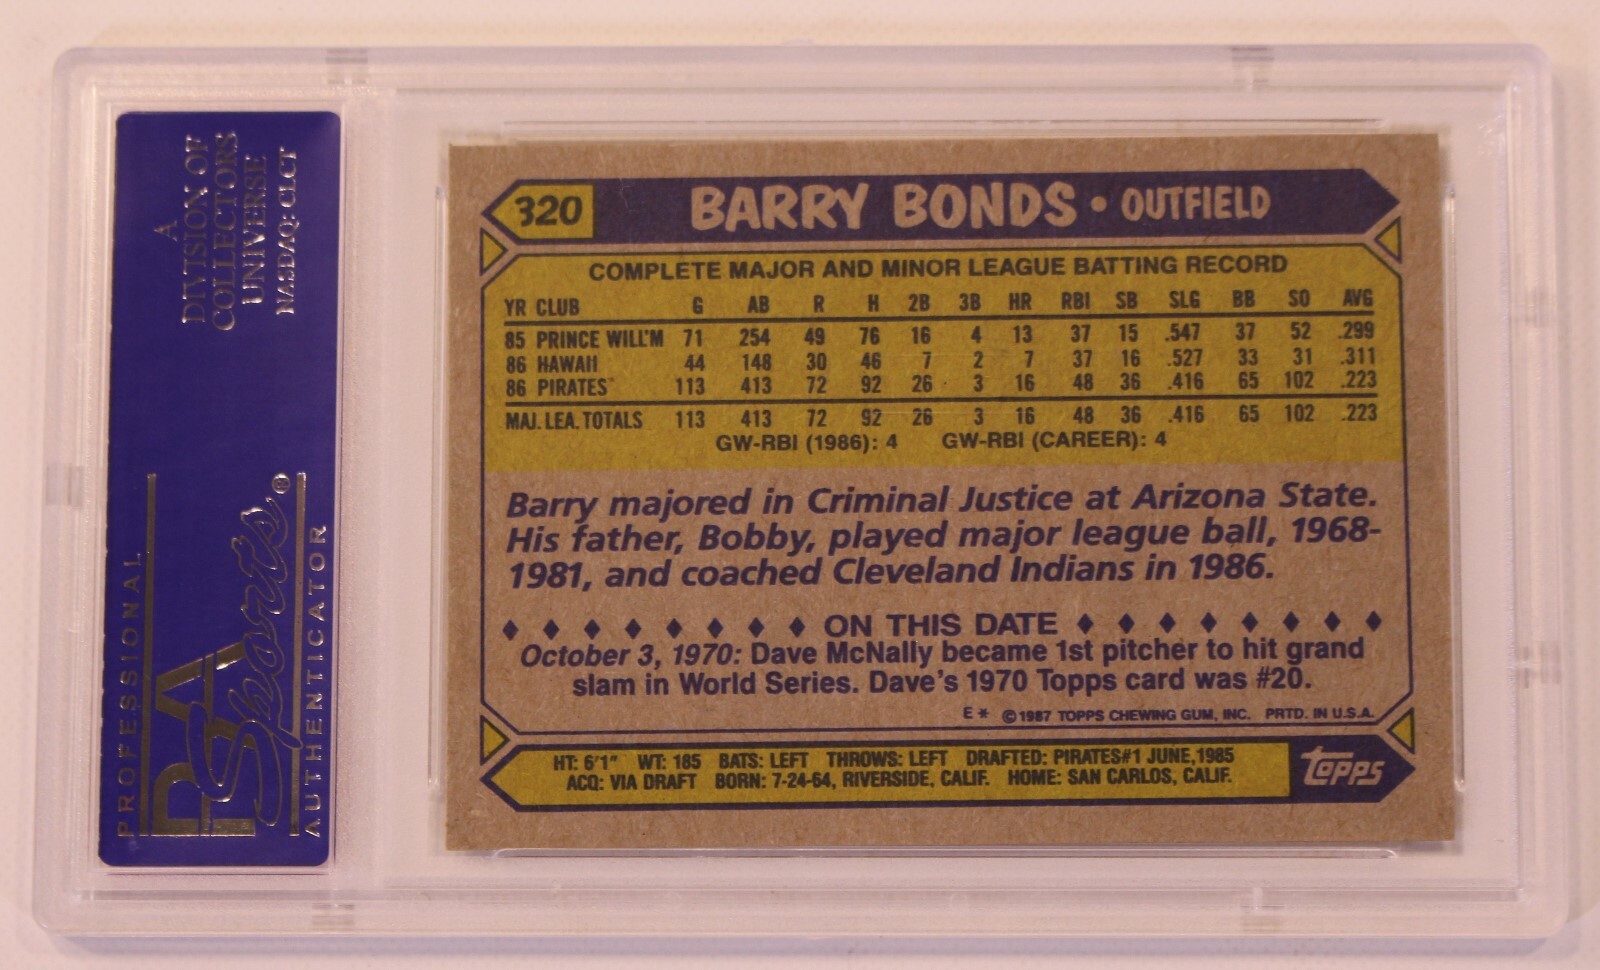 A
DIVISION OF
COLLECTORS
UNIVERSE
NASDAQ: CLCT
PROFESSIONAL
PSA Sports®
AUTHENTICATOR
320 BARRY BONDS • OUTFIELD
COMPLETE MAJOR AND MINOR LEAGUE BATTING RECORD
YR CLUB G AB R H 2B 3B HR RBI SB SLG BB SO AVG
85 PRINCE WILL'M 71 254 49 76 16 4 13 37 15 .547 37 52 .299
86 HAWAII 44 148 30 46 7 2 7 37 16 .527 33 31 .311
86 PIRATES 113 413 72 92 26 3 16 48 36 .416 65 102 .223
MAJ. LEA. TOTALS 113 413 72 92 26 3 16 48 36 .416 65 102 .223
GW-RBI (1986): 4 GW-RBI (CAREER): 4
Barry majored in Criminal Justice at Arizona State.
His father, Bobby, played major league ball, 1968-
1981, and coached Cleveland Indians in 1986.
ON THIS DATE
October 3, 1970: Dave McNally became 1st pitcher to hit grand
slam in World Series. Dave's 1970 Topps card was #20.
E* ©1987 TOPPS CHEWING GUM, INC. PRTD. IN U.S.A.
HT: 6'1" WT: 185 BATS: LEFT THROWS: LEFT DRAFTED: PIRATES#1 JUNE,1985
ACQ: VIA DRAFT BORN: 7-24-64, RIVERSIDE, CALIF. HOME: SAN CARLOS, CALIF.
topps